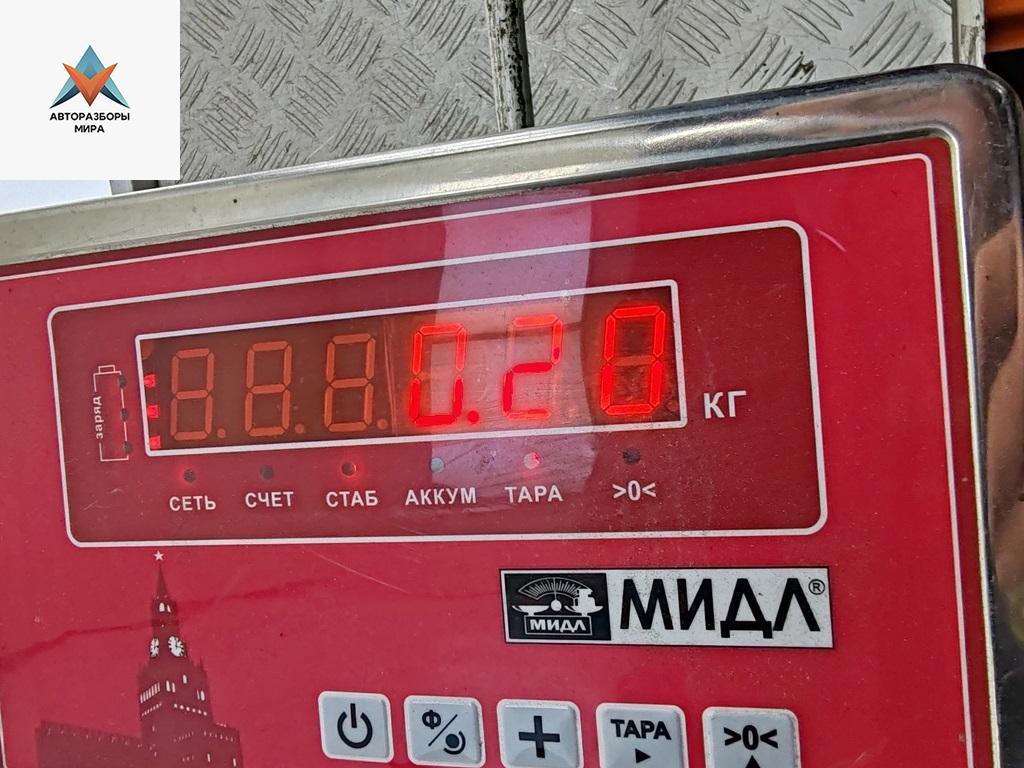 АВТОРАЗБОРЫ
МИРА
0.20
КГ
заряд
СЕТЬ СЧЕТ СТАБ АККУМ ТАРА >0<
МИДЛ
МИДЛ®
Ф/
ТАРА
>0<